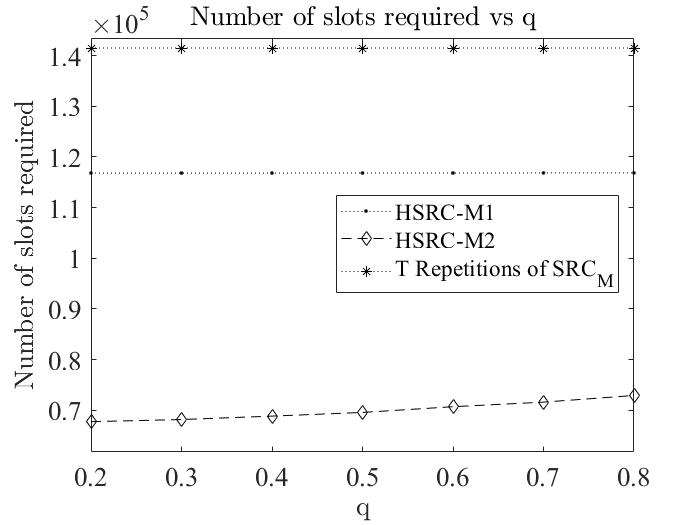 Number of slots required vs q
×10⁵
Number of slots required
1.4
1.3
1.2
1.1
1
0.9
0.8
0.7
HSRC-M1
HSRC-M2
T Repetitions of SRC_M
0.2 0.3 0.4 0.5 0.6 0.7 0.8
q